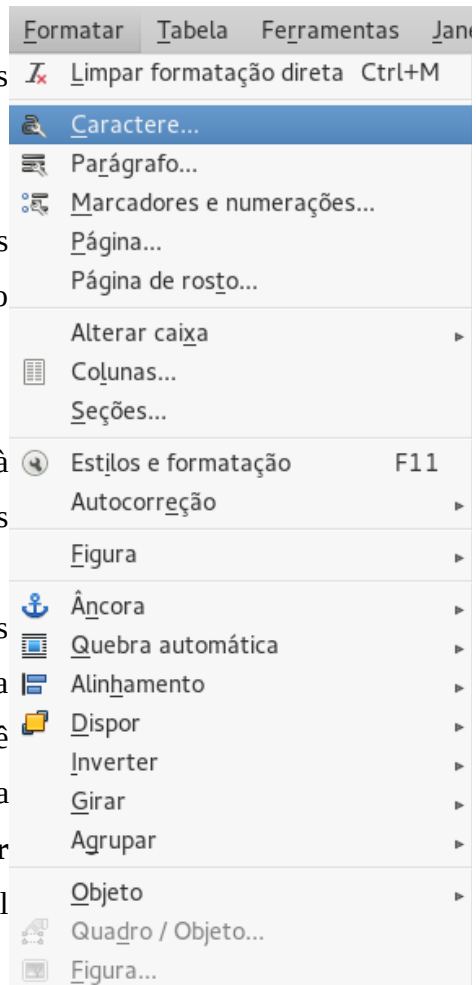 Formatar Tabela Ferramentas Jan
s Limpar formatação direta Ctrl+M
Caractere...
Parágrafo...
Marcadores e numerações...
s Página...
o Página de rosto...
Alterar caixa
Colunas...
Seções...
à Estilos e formatação F11
s Autocorreção
Figura
s Âncora
Quebra automática
a Alinhamento
ê Dispor
Inverter
a Girar
r Agrupar
l Objeto
Quadro / Objeto...
Figura...